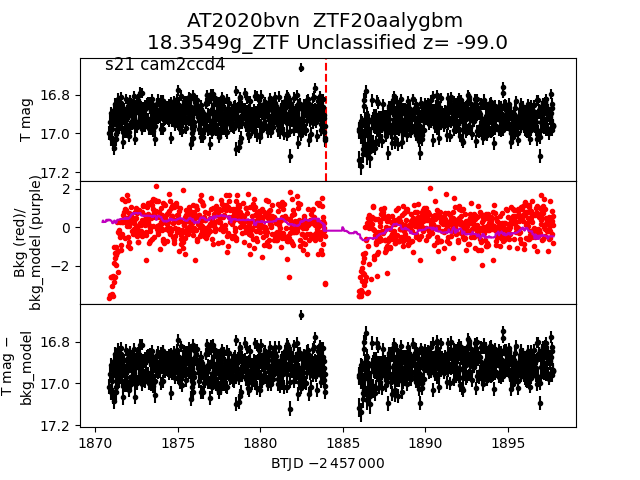 AT2020bvn  ZTF20aalygbm
18.3549g_ZTF Unclassified z= -99.0
s21 cam2ccd4
T mag
16.8
17.0
17.2
Bkg (red)/
bkg_model (purple)
2
0
−2
T mag −
bkg_model
16.8
17.0
17.2
1870 1875 1880 1885 1890 1895
BTJD −2 457 000